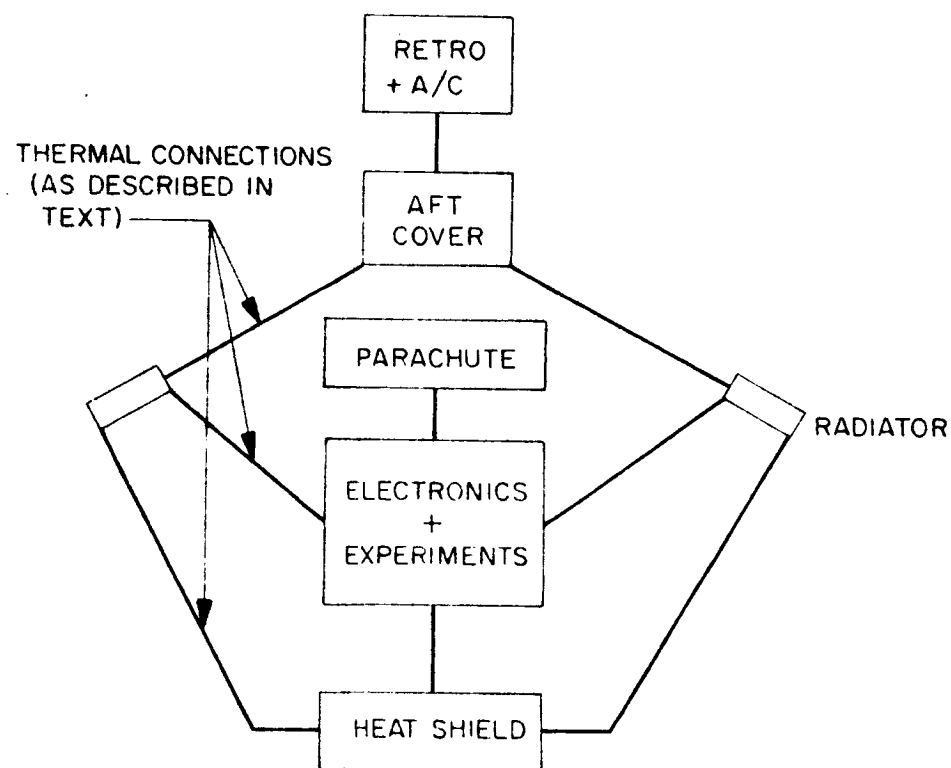 RETRO
+ A/C
THERMAL CONNECTIONS
(AS DESCRIBED IN
TEXT)
AFT
COVER
PARACHUTE
RADIATOR
ELECTRONICS
+
EXPERIMENTS
HEAT SHIELD